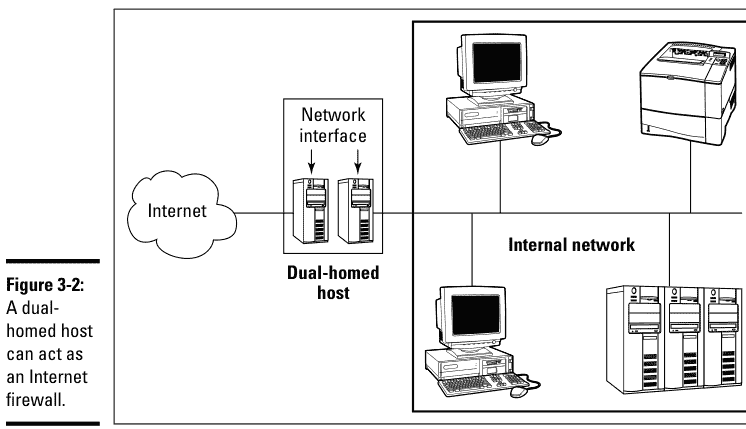 Network
interface
Internet
Dual-homed
host
Internal network
Figure 3-2:
A dual-
homed host
can act as
an Internet
firewall.